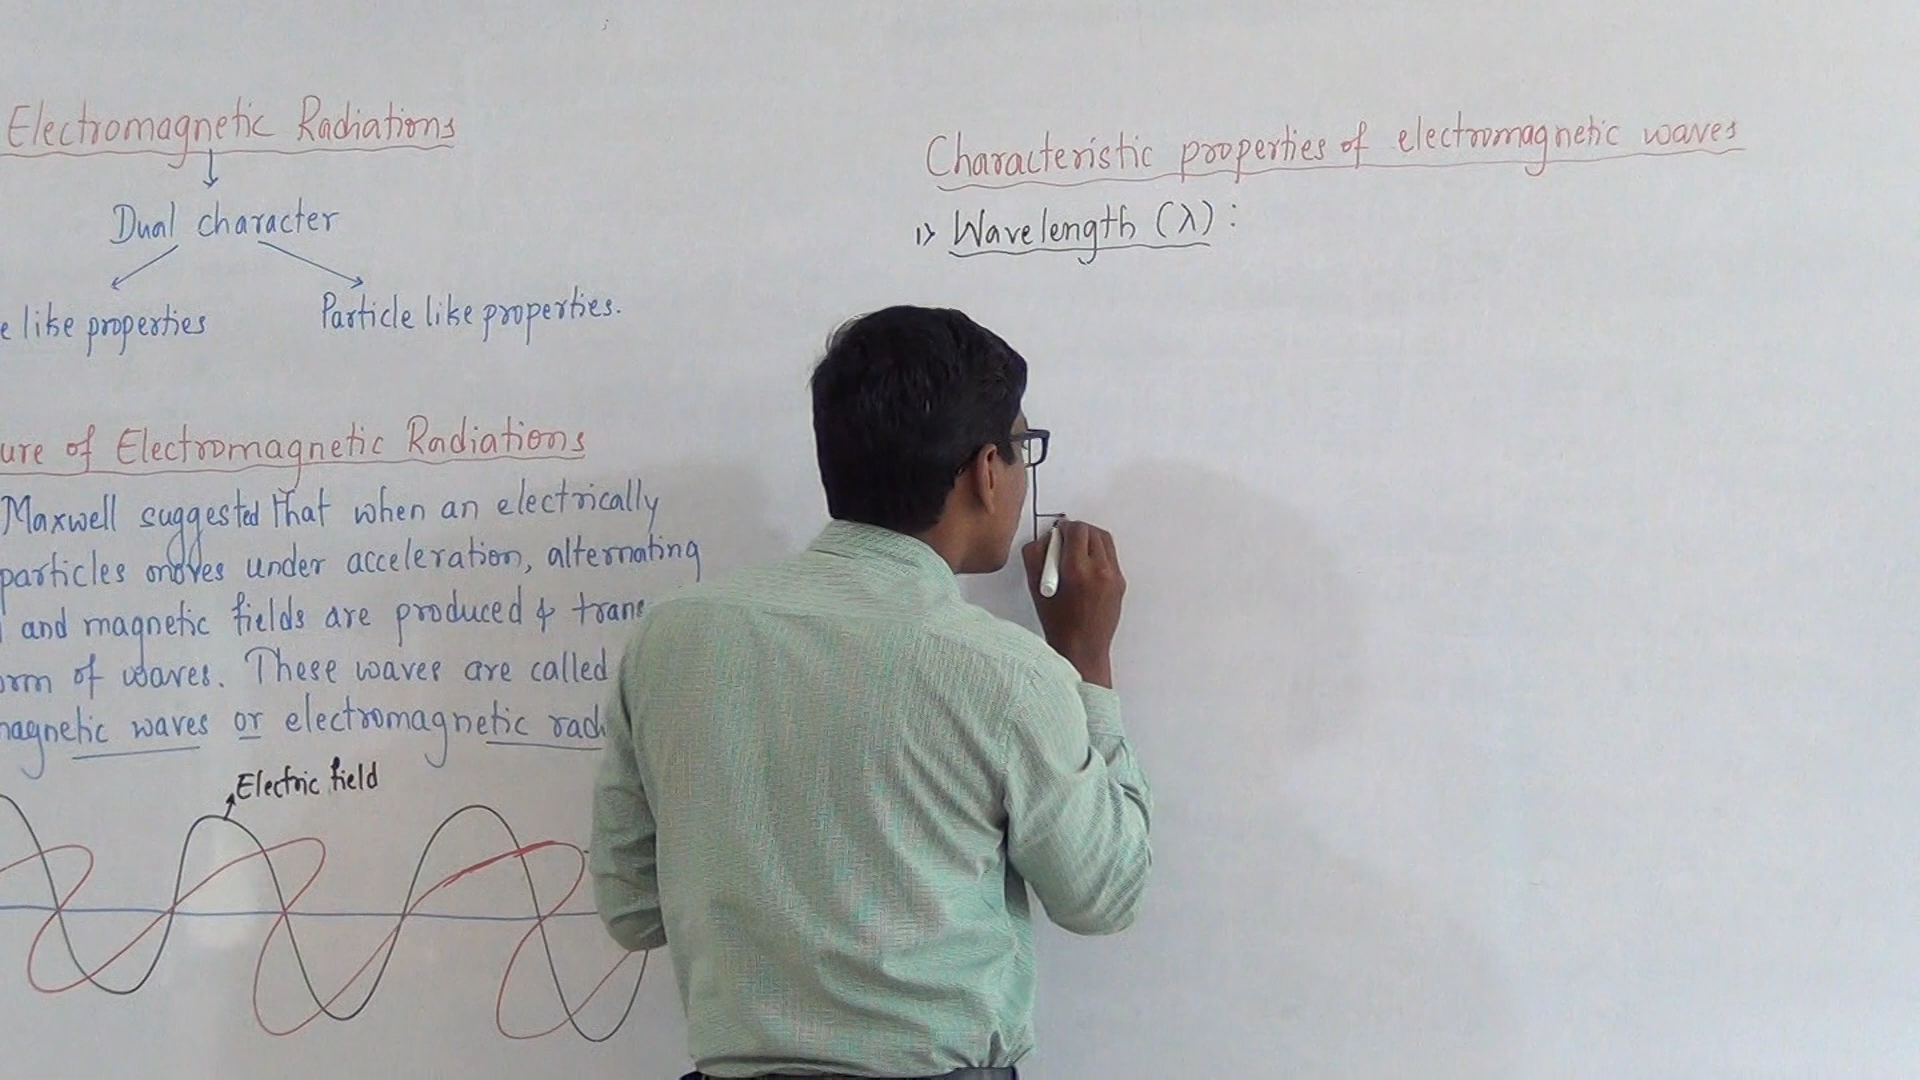 Electromagnetic Radiations
Dual character
e like properties
Particle like properties.
ure of Electromagnetic Radiations
Maxwell suggested that when an electrically
particles moves under acceleration, alternating
and magnetic fields are produced & trans
orm of waves. These waves are called
magnetic waves or electromagnetic radi
Electric field
Characteristic properties of electromagnetic waves
1> Wavelength (λ) :